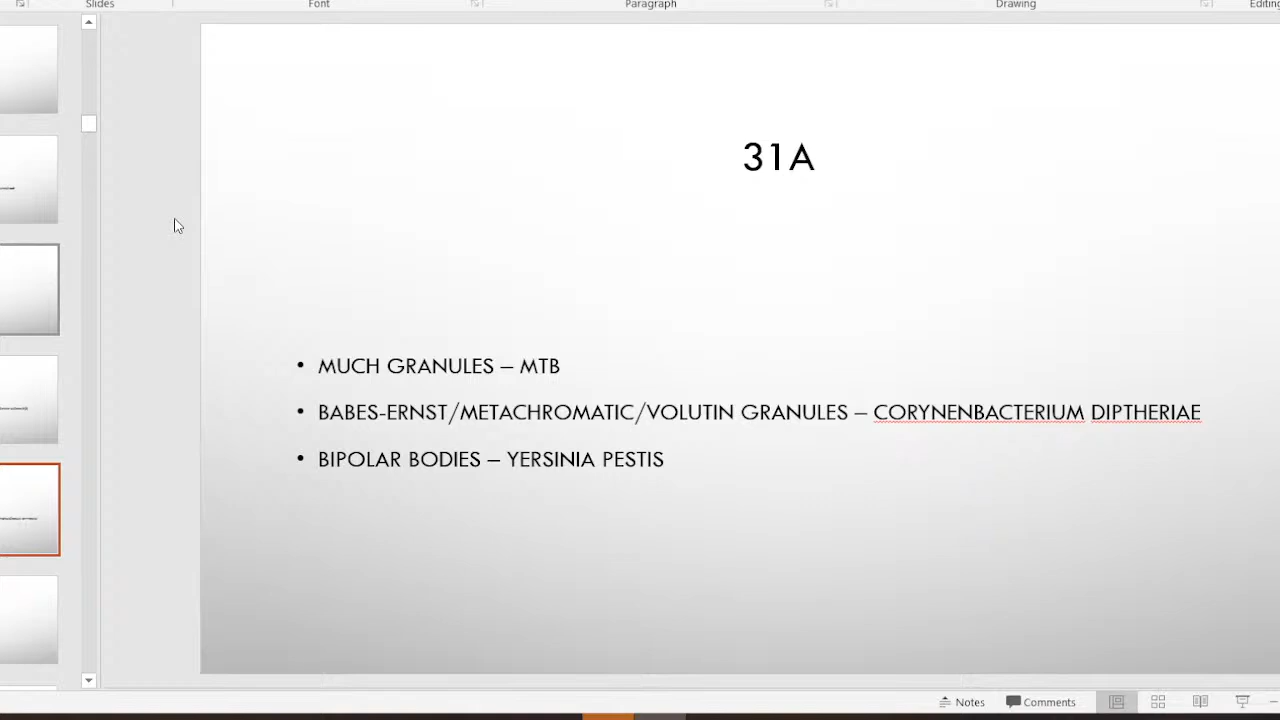 Slides Font Paragraph Drawing Editing
31A
• MUCH GRANULES – MTB
• BABES-ERNST/METACHROMATIC/VOLUTIN GRANULES – CORYNENBACTERIUM DIPTHERIAE
• BIPOLAR BODIES – YERSINIA PESTIS
Notes Comments